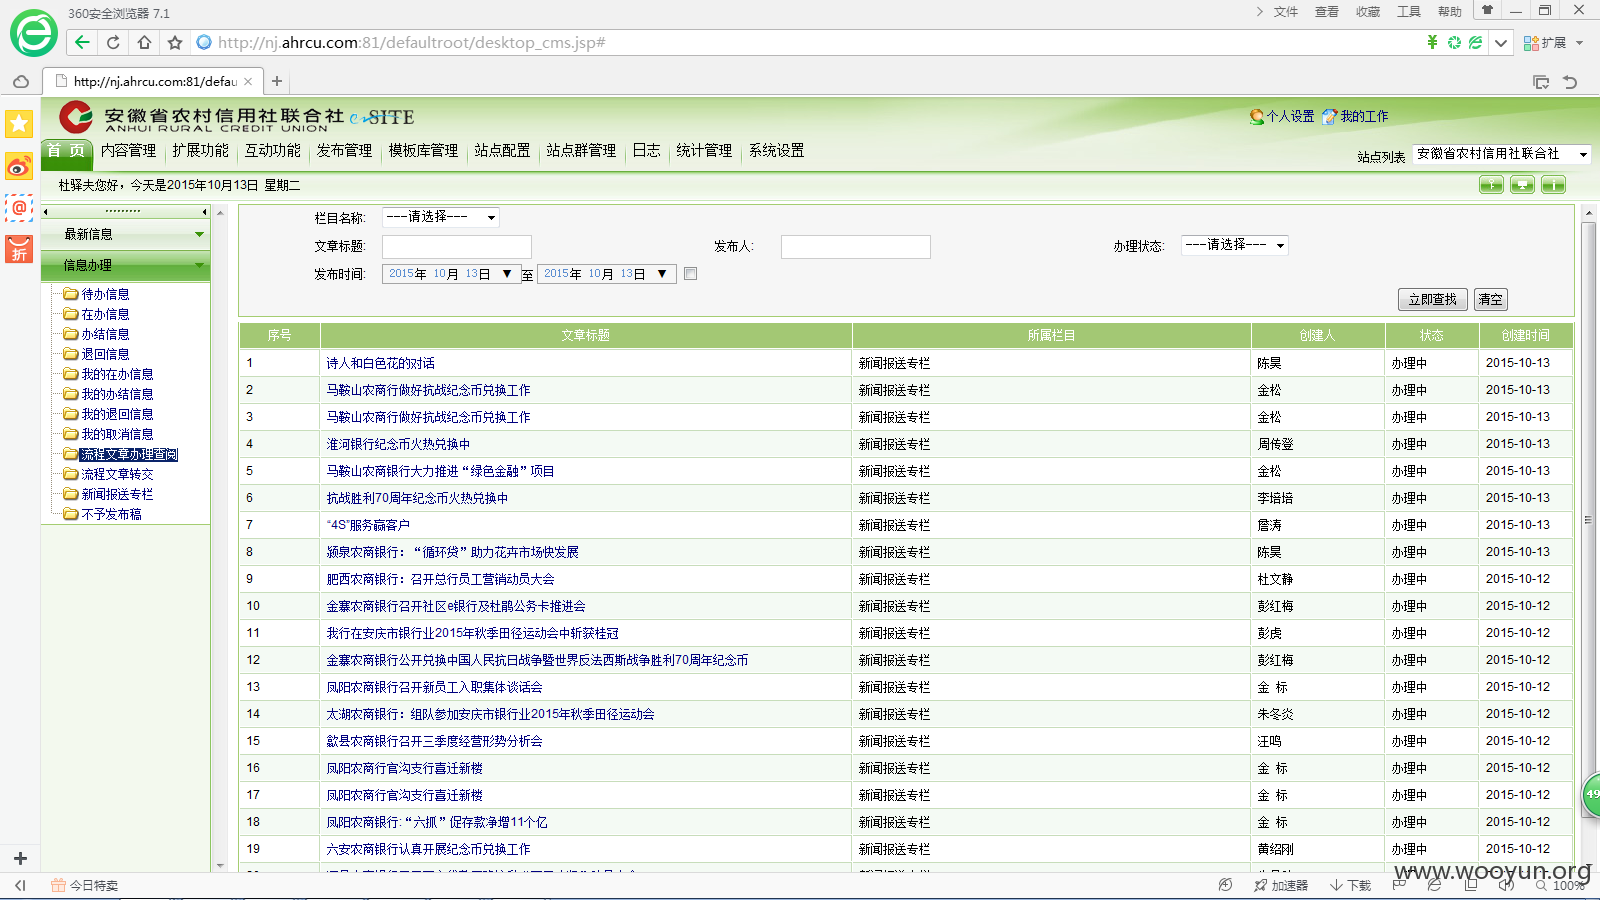 360安全浏览器 7.1
文件 查看 收藏 工具 帮助
http://nj.ahrcu.com:81/defaultroot/desktop_cms.jsp#
扩展
http://nj.ahrcu.com:81/defau
安徽省农村信用社联合社 e-SITE
ANHUI RURAL CREDIT UNION
个人设置 我的工作
首 页 内容管理 扩展功能 互动功能 发布管理 模板库管理 站点配置 站点群管理 日志 统计管理 系统设置
站点列表 安徽省农村信用社联合社
杜驿夫您好，今天是2015年10月13日 星期二
最新信息
信息办理
待办信息
在办信息
办结信息
退回信息
我的在办信息
我的办结信息
我的退回信息
我的取消信息
流程文章办理查阅
流程文章转交
新闻报送专栏
不予发布稿
栏目名称: ---请选择---
文章标题: 发布人: 办理状态: ---请选择---
发布时间: 2015年 10月 13日 至 2015年 10月 13日
立即查找 清空
序号 文章标题 所属栏目 创建人 状态 创建时间
1 诗人和白色花的对话 新闻报送专栏 陈昊 办理中 2015-10-13
2 马鞍山农商行做好抗战纪念币兑换工作 新闻报送专栏 金松 办理中 2015-10-13
3 马鞍山农商行做好抗战纪念币兑换工作 新闻报送专栏 金松 办理中 2015-10-13
4 淮河银行纪念币火热兑换中 新闻报送专栏 周传登 办理中 2015-10-13
5 马鞍山农商银行大力推进“绿色金融”项目 新闻报送专栏 金松 办理中 2015-10-13
6 抗战胜利70周年纪念币火热兑换中 新闻报送专栏 李培培 办理中 2015-10-13
7 “4S”服务赢客户 新闻报送专栏 詹涛 办理中 2015-10-13
8 颍泉农商银行：“循环贷”助力花卉市场快发展 新闻报送专栏 陈昊 办理中 2015-10-13
9 肥西农商银行：召开总行员工营销动员大会 新闻报送专栏 杜文静 办理中 2015-10-12
10 金寨农商银行召开社区e银行及杜鹃公务卡推进会 新闻报送专栏 彭红梅 办理中 2015-10-12
11 我行在安庆市银行业2015年秋季田径运动会中斩获桂冠 新闻报送专栏 彭虎 办理中 2015-10-12
12 金寨农商银行公开兑换中国人民抗日战争暨世界反法西斯战争胜利70周年纪念币 新闻报送专栏 彭红梅 办理中 2015-10-12
13 凤阳农商银行召开新员工入职集体谈话会 新闻报送专栏 金 标 办理中 2015-10-12
14 太湖农商银行：组队参加安庆市银行业2015年秋季田径运动会 新闻报送专栏 朱冬炎 办理中 2015-10-12
15 歙县农商银行召开三季度经营形势分析会 新闻报送专栏 汪鸣 办理中 2015-10-12
16 凤阳农商行官沟支行喜迁新楼 新闻报送专栏 金 标 办理中 2015-10-12
17 凤阳农商行官沟支行喜迁新楼 新闻报送专栏 金 标 办理中 2015-10-12
18 凤阳农商银行:“六抓”促存款净增11个亿 新闻报送专栏 金 标 办理中 2015-10-12
19 六安农商银行认真开展纪念币兑换工作 新闻报送专栏 黄绍刚 办理中 2015-10-12
49
www.wooyun.org
今日特卖 加速器 下载 100%